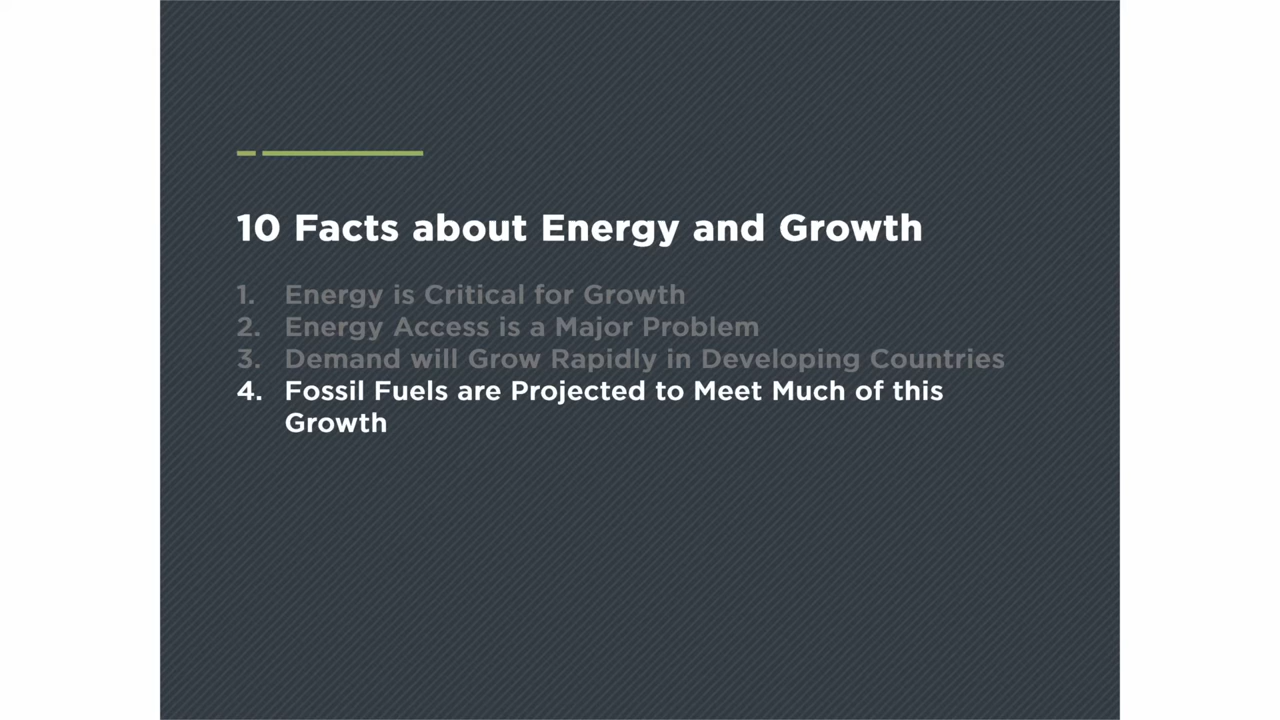 10 Facts about Energy and Growth
1. Energy is Critical for Growth
2. Energy Access is a Major Problem
3. Demand will Grow Rapidly in Developing Countries
4. Fossil Fuels are Projected to Meet Much of this
Growth